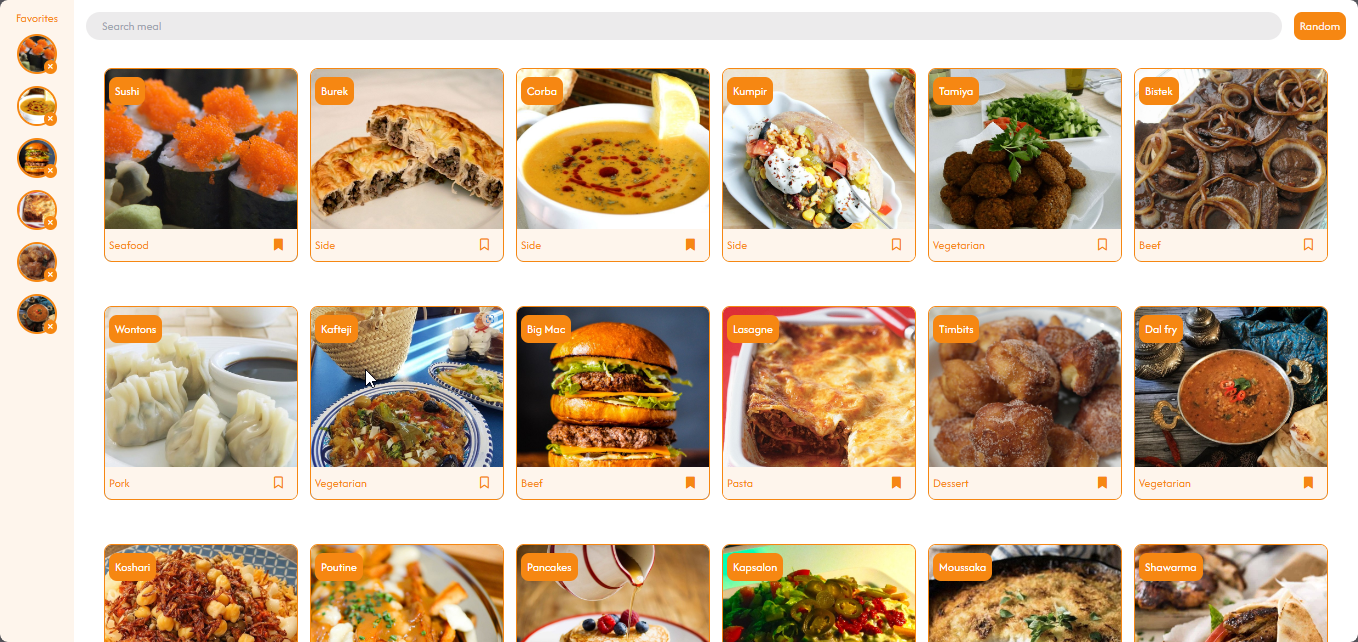 Favorites
Search meal
Random
Sushi
Burek
Corba
Kumpir
Tamiya
Bistek
Seafood
Side
Side
Side
Vegetarian
Beef
Wontons
Kafteji
Big Mac
Lasagne
Timbits
Dal fry
Pork
Vegetarian
Beef
Pasta
Dessert
Vegetarian
Koshari
Poutine
Pancakes
Kapsalon
Moussaka
Shawarma